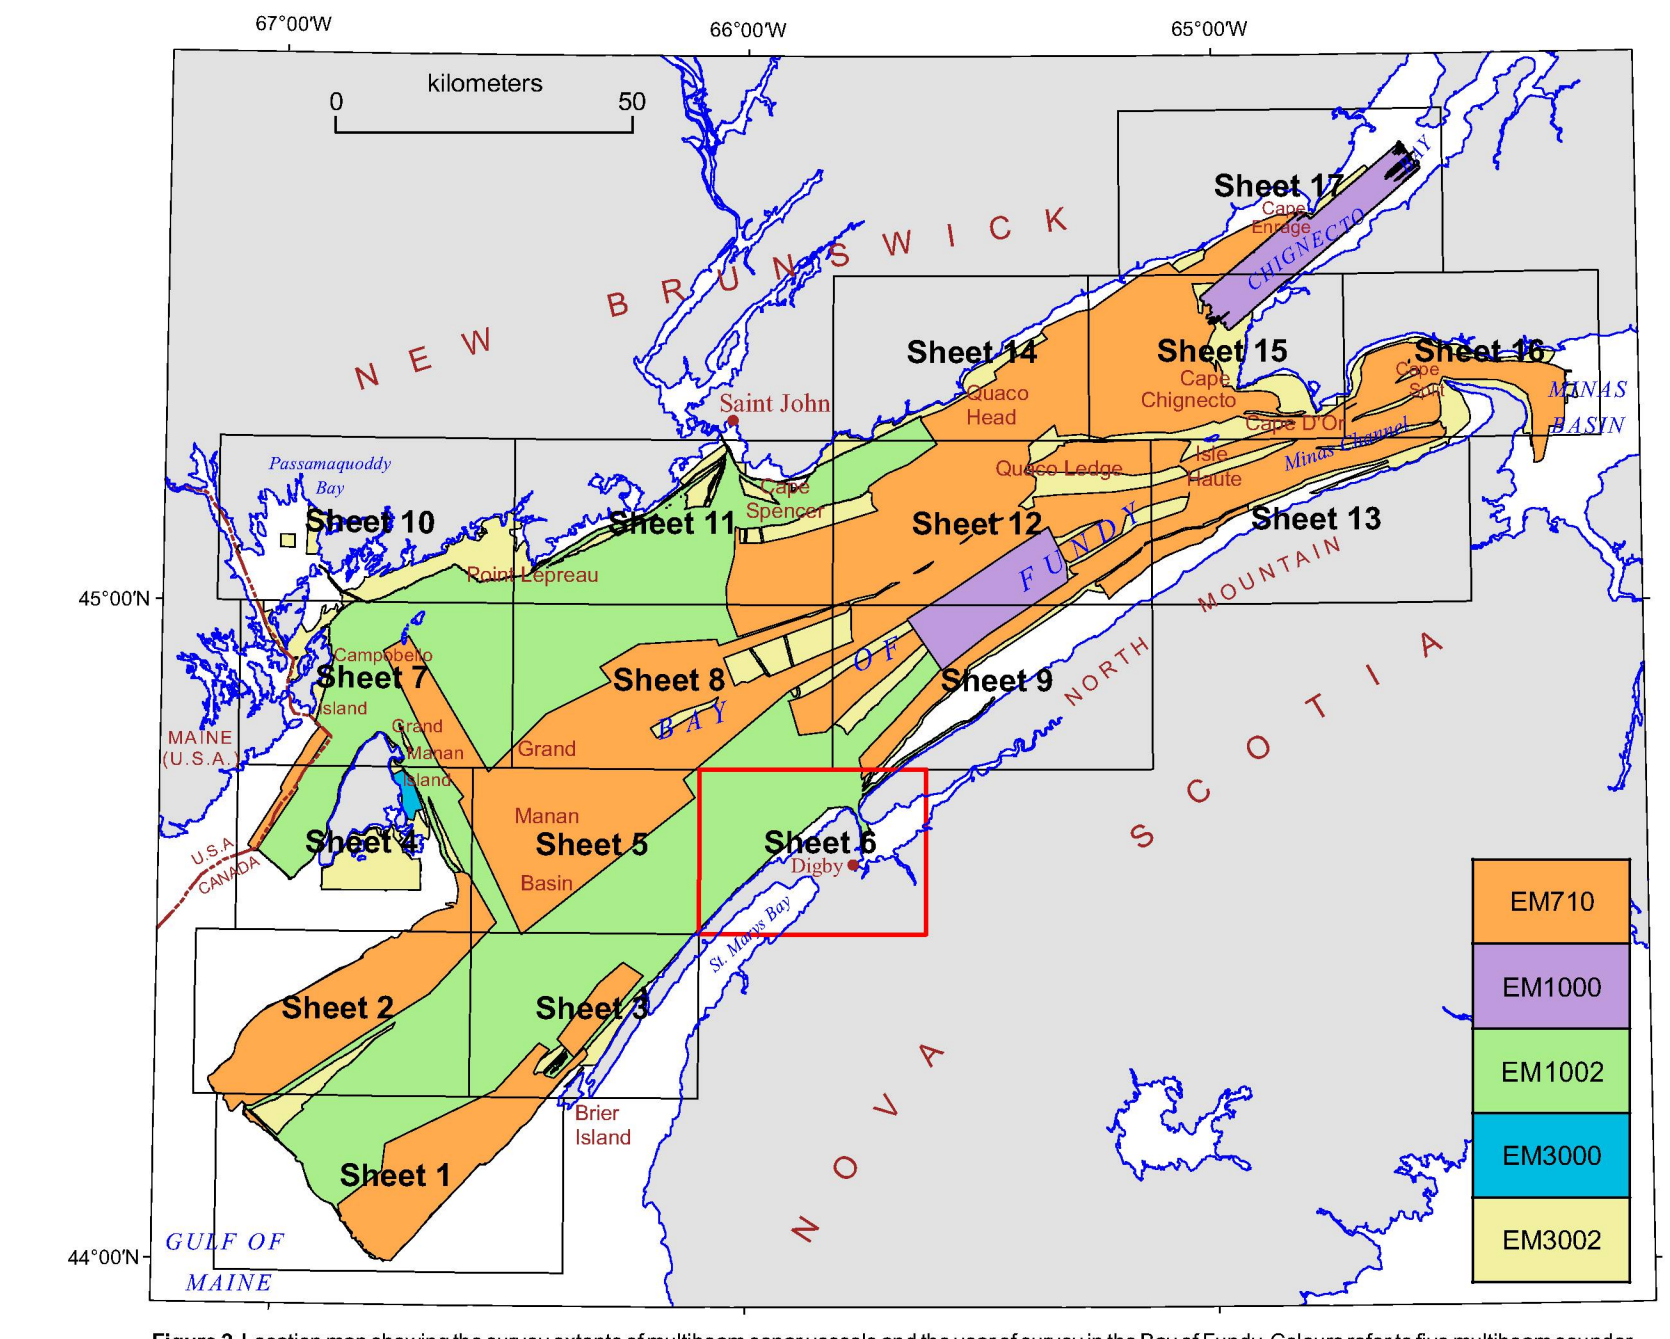 67°00'W
66°00'W
65°00'W
kilometers
0
50
NEW BRUNSWICK
Sheet 17
Cape
Enrage
CHIGNECTO
BAY
Sheet 14
Sheet 15
Sheet 16
Cape
Chignecto
Cape
Split
Quaco
Head
Saint John
MINAS
BASIN
Cape D'Or
Minas Channel
Passamaquoddy
Bay
Quaco Ledge
Isle
Haute
Cape
Spencer
Sheet 10
Sheet 11
Sheet 12
Sheet 13
Point Lepreau
45°00'N
BAY OF FUNDY
NORTH MOUNTAIN
Campobello
Island
Sheet 7
Sheet 8
Sheet 9
Grand
Manan
Island
MAINE
(U.S.A.)
Grand
Manan
Basin
Sheet 4
Sheet 5
Sheet 6
Digby
U.S.A.
CANADA
St. Marys Bay
NOVA SCOTIA
Sheet 2
Sheet 3
Brier
Island
Sheet 1
GULF OF
MAINE
44°00'N
EM710
EM1000
EM1002
EM3000
EM3002